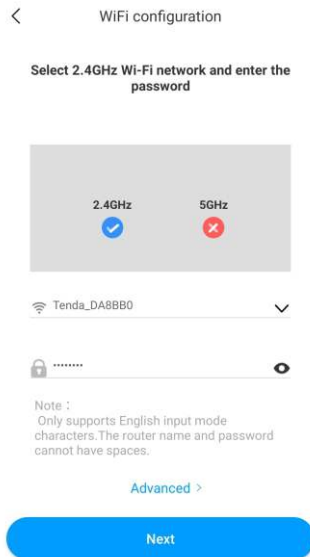 WiFi configuration
Select 2.4GHz Wi-Fi network and enter the
password
2.4GHz 5GHz
Tenda_DA8BB0
········
Note：
Only supports English input mode
characters.The router name and password
cannot have spaces.
Advanced >
Next